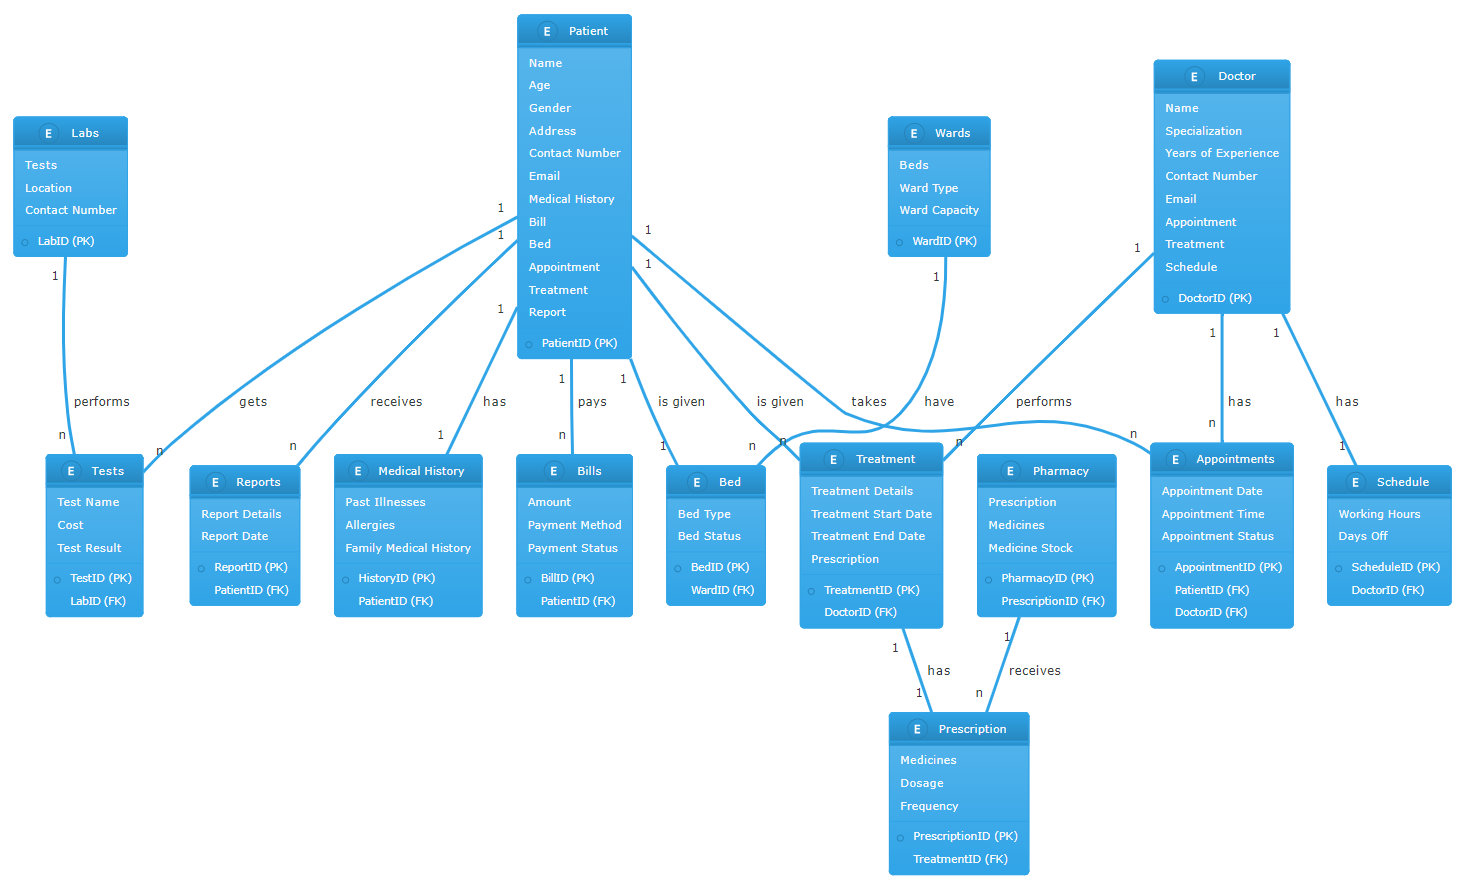 E Patient
Name
Age
Gender
Address
Contact Number
Email
Medical History
Bill
Bed
Appointment
Treatment
Report
PatientID (PK)
E Doctor
Name
Specialization
Years of Experience
Contact Number
Email
Appointment
Treatment
Schedule
DoctorID (PK)
E Labs
Tests
Location
Contact Number
LabID (PK)
E Wards
Beds
Ward Type
Ward Capacity
WardID (PK)
1
1
1
1
1
1
1
1
1
1
1
1
performs
gets
receives
has
pays
is given
is given
takes
have
performs
has
has
n
n
n
1
n
1
n
n
n
n
n
1
E Tests
Test Name
Cost
Test Result
TestID (PK)
LabID (FK)
E Reports
Report Details
Report Date
ReportID (PK)
PatientID (FK)
E Medical History
Past Illnesses
Allergies
Family Medical History
HistoryID (PK)
PatientID (FK)
E Bills
Amount
Payment Method
Payment Status
BillID (PK)
PatientID (FK)
E Bed
Bed Type
Bed Status
BedID (PK)
WardID (FK)
E Treatment
Treatment Details
Treatment Start Date
Treatment End Date
Prescription
TreatmentID (PK)
DoctorID (FK)
E Pharmacy
Prescription
Medicines
Medicine Stock
PharmacyID (PK)
PrescriptionID (FK)
E Appointments
Appointment Date
Appointment Time
Appointment Status
AppointmentID (PK)
PatientID (FK)
DoctorID (FK)
E Schedule
Working Hours
Days Off
ScheduleID (PK)
DoctorID (FK)
1
1
has
receives
1
n
E Prescription
Medicines
Dosage
Frequency
PrescriptionID (PK)
TreatmentID (FK)